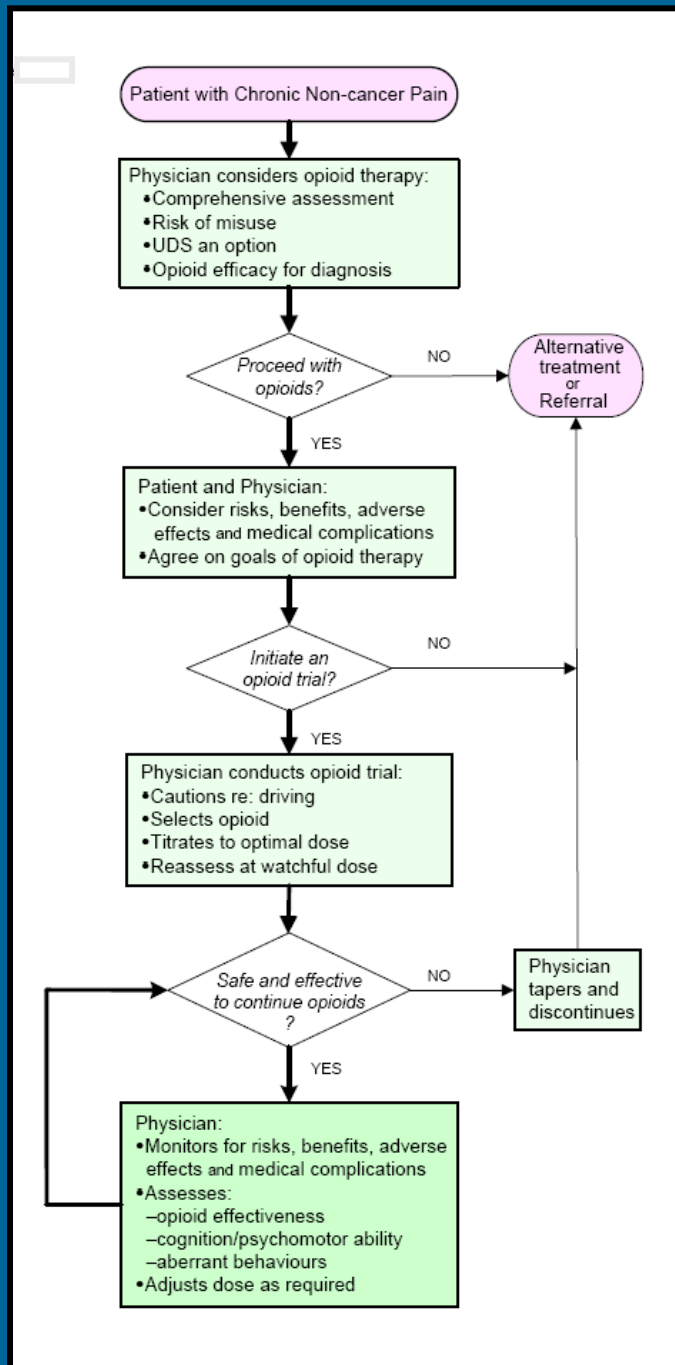 Patient with Chronic Non-cancer Pain
Physician considers opioid therapy:
•Comprehensive assessment
•Risk of misuse
•UDS an option
•Opioid efficacy for diagnosis
Proceed with
opioids?
NO
Alternative
treatment
or
Referral
YES
Patient and Physician:
•Consider risks, benefits, adverse
effects and medical complications
•Agree on goals of opioid therapy
Initiate an
opioid trial?
NO
YES
Physician conducts opioid trial:
•Cautions re: driving
•Selects opioid
•Titrates to optimal dose
•Reassess at watchful dose
Safe and effective
to continue opioids
?
NO
Physician
tapers and
discontinues
YES
Physician:
•Monitors for risks, benefits, adverse
effects and medical complications
•Assesses:
–opioid effectiveness
–cognition/psychomotor ability
–aberrant behaviours
•Adjusts dose as required